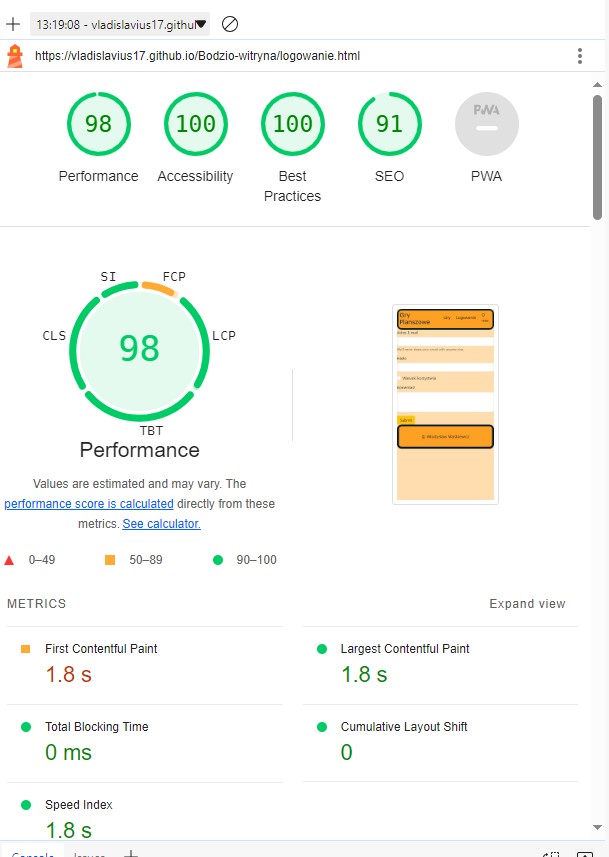 13:19:08 - vladislavius17.githul
https://vladislavius17.github.io/Bodzio-witryna/logowanie.html
98 100 100 91 PWA
Performance Accessibility Best Practices SEO PWA
SI FCP
CLS LCP
98
TBT
Performance
Values are estimated and may vary. The
performance score is calculated directly from these
metrics. See calculator.
0–49 50–89 90–100
METRICS Expand view
First Contentful Paint Largest Contentful Paint
1.8 s 1.8 s
Total Blocking Time Cumulative Layout Shift
0 ms 0
Speed Index
1.8 s
Console Issues
Gry
Planszowe